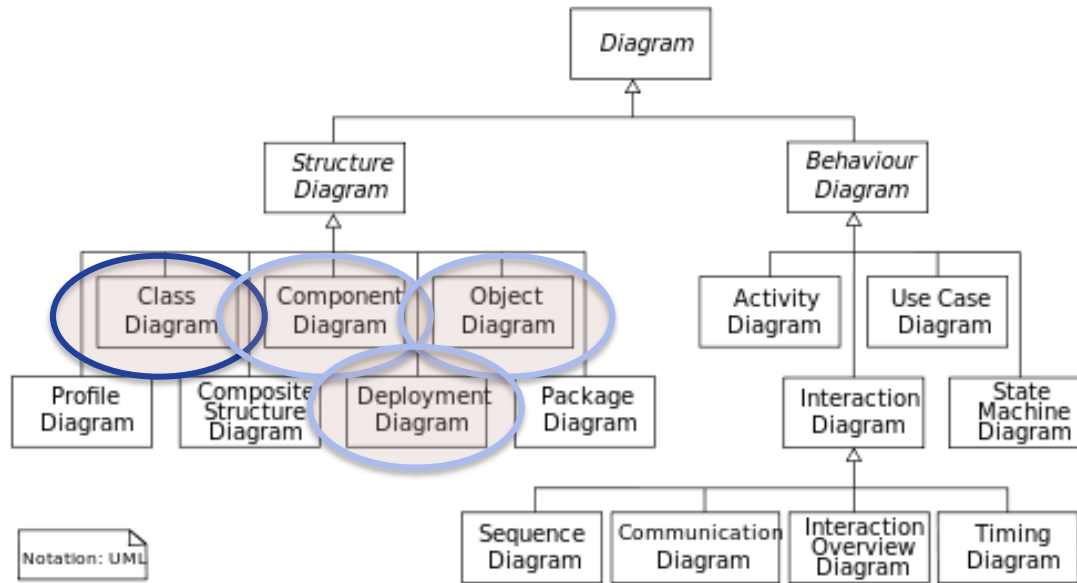 Diagram
Structure
Diagram
Behaviour
Diagram
Class
Diagram
Component
Diagram
Object
Diagram
Activity
Diagram
Use Case
Diagram
Profile
Diagram
Composite
Structure
Diagram
Deployment
Diagram
Package
Diagram
Interaction
Diagram
State
Machine
Diagram
Sequence
Diagram
Communication
Diagram
Interaction
Overview
Diagram
Timing
Diagram
Notation: UML